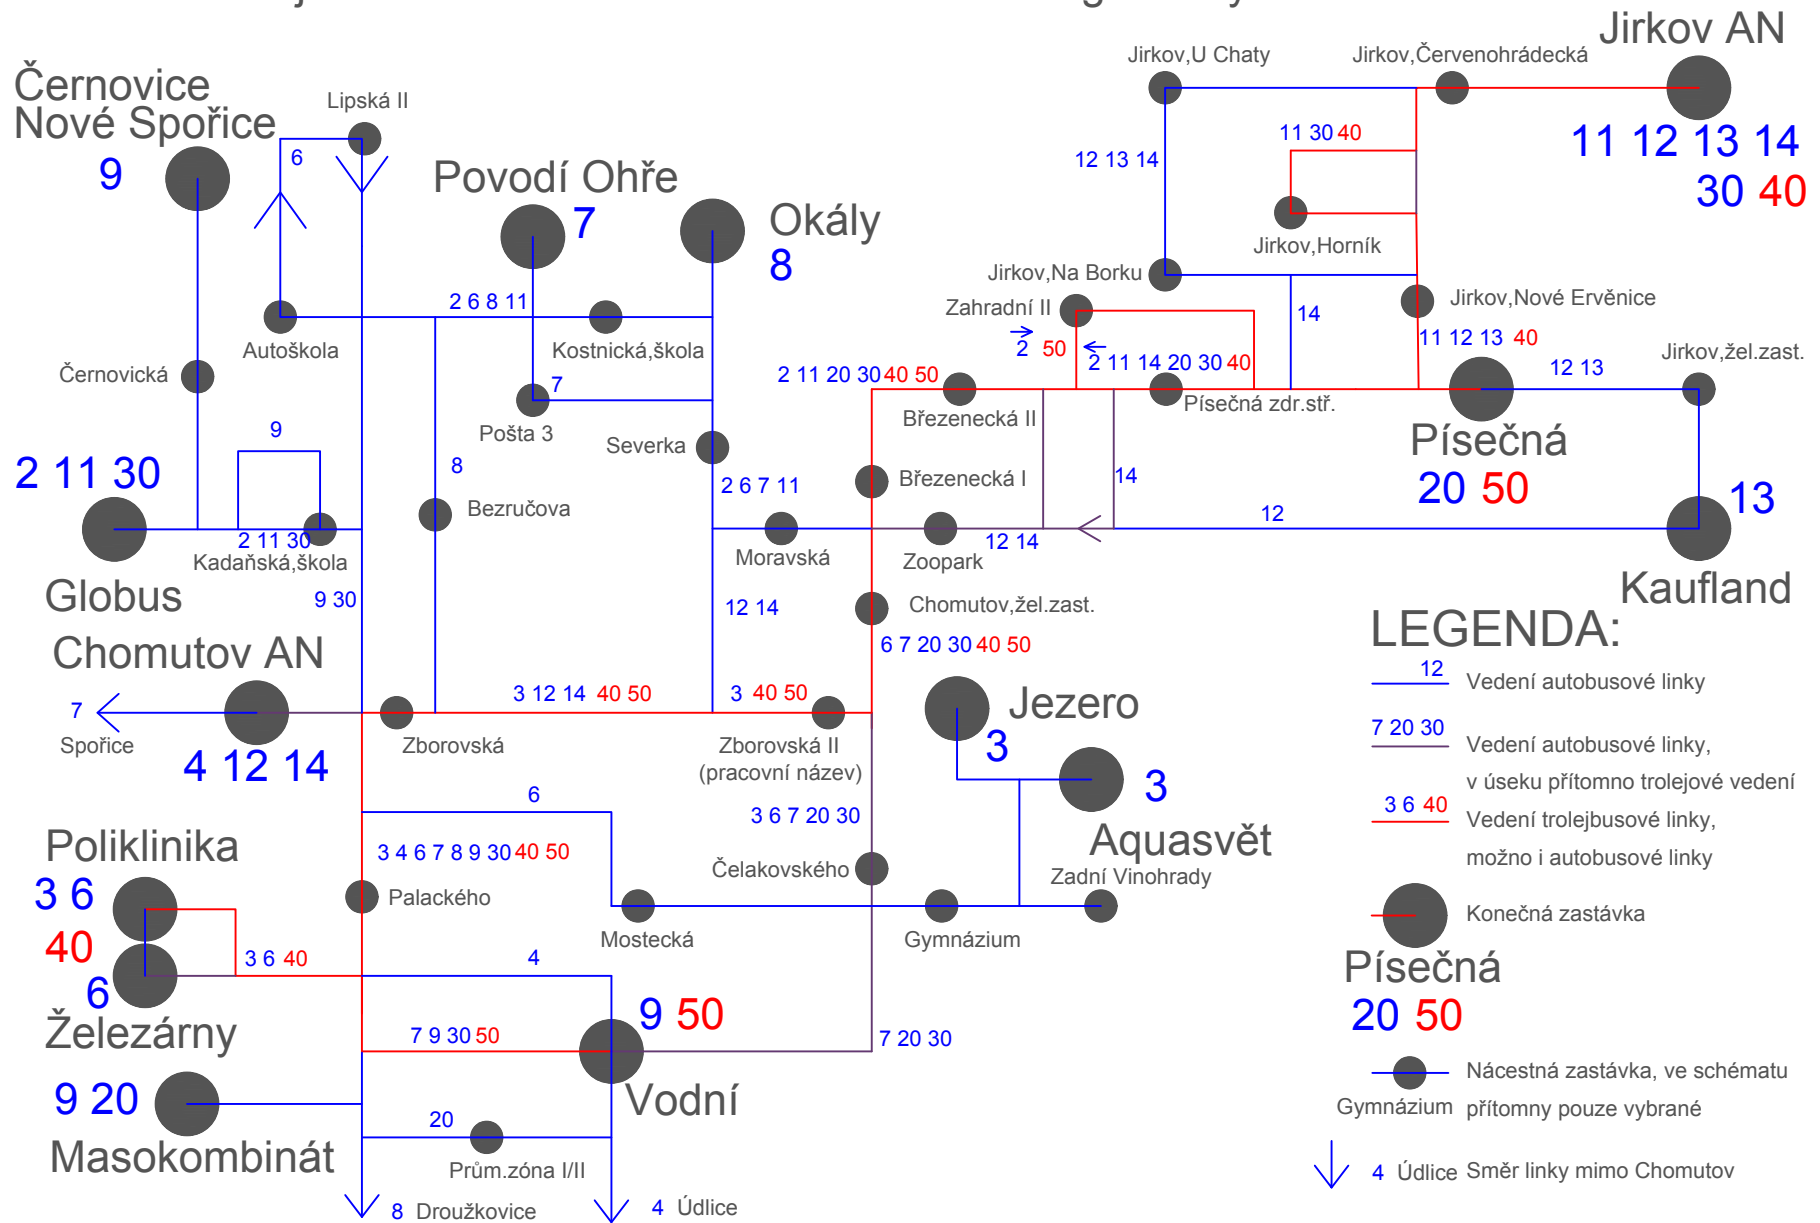 Jirkov AN
11 12 13 14
30 40
Jirkov,U Chaty
Jirkov,Červenohrádecká
Černovice
Nové Spořice
9
Lipská II
6
11 30 40
12 13 14
Povodí Ohře
7
Okály
8
Jirkov,Horník
Jirkov,Na Borku
Zahradní II
Jirkov,Nové Ervěnice
2 6 8 11
14
2 50
2 11 14 20 30 40
11 12 13 40
Autoškola
Kostnická,škola
Jirkov,žel.zast.
Černovická
7
2 11 20 30 40 50
12 13
Březenecká II
Písečná zdr.stř.
Pošta 3
9
Severka
Písečná
20 50
2 11 30
8
2 6 7 11
Březenecká I
14
13
Bezručova
12
2 11 30
Kadaňská,škola
Moravská
Zoopark
12 14
Globus
9 30
12 14
Chomutov,žel.zast.
Kaufland
Chomutov AN
6 7 20 30 40 50
LEGENDA:
12 Vedení autobusové linky
7
Spořice
4 12 14
3 12 14 40 50
3 40 50
Zborovská
Zborovská II
(pracovní název)
Jezero
3
3
7 20 30 Vedení autobusové linky,
v úseku přítomno trolejové vedení
6
3 6 7 20 30
Aquasvět
3 6 40 Vedení trolejbusové linky,
možno i autobusové linky
Poliklinika
3 6
40
3 4 6 7 8 9 30 40 50
Čelakovského
Zadní Vinohrady
Palackého
Mostecká
Gymnázium
Konečná zastávka
Písečná
20 50
3 6 40
4
6
Železárny
7 9 30 50
9 50
Vodní
7 20 30
9 20
Masokombinát
20
Prům.zóna I/II
Nácestná zastávka, ve schématu
Gymnázium přítomny pouze vybrané
8 Droužkovice
4 Údlice
4 Údlice Směr linky mimo Chomutov